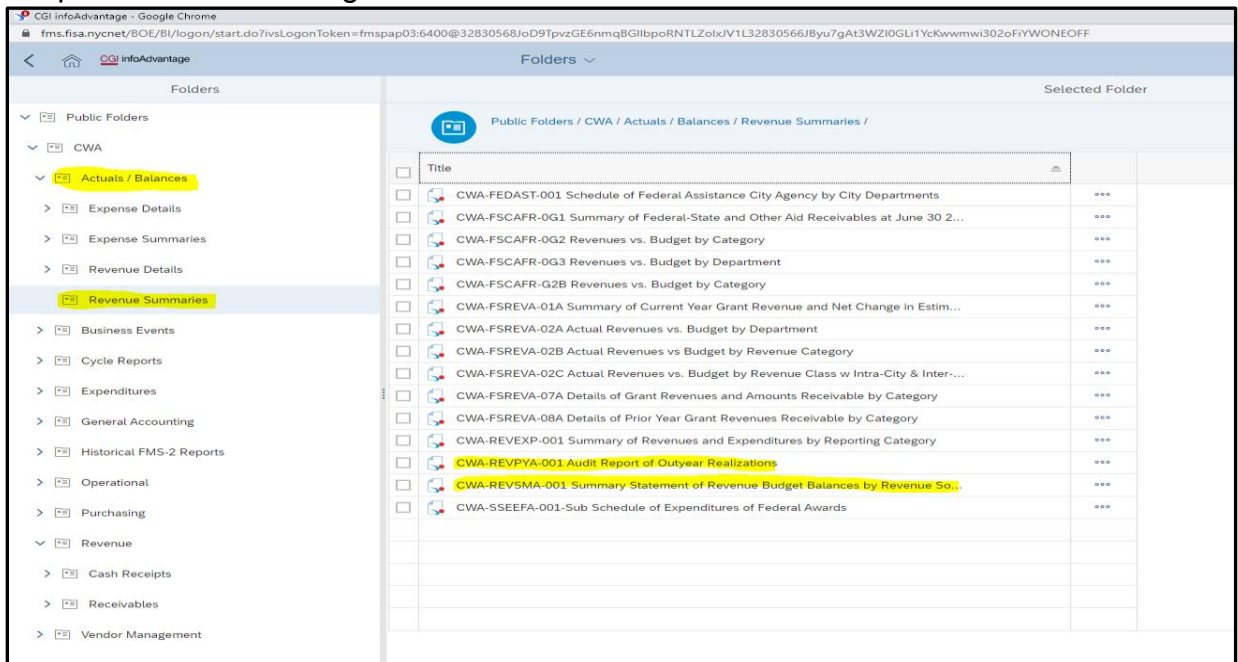 CGI infoAdvantage - Google Chrome
fms.fisa.nycnet/BOE/BI/logon/start.do?ivsLogonToken=fmspap03:6400@32830568JoD9TpvzGE6nmqBGIIbpoRNTLZolxJV1L32830566JByu7gAt3WZI0GLi1YcKwwmwi302oFiYWONEOFF
CGI infoAdvantage
Folders
Folders
Selected Folder
Public Folders
CWA
Actuals / Balances
Expense Details
Expense Summaries
Revenue Details
Revenue Summaries
Business Events
Cycle Reports
Expenditures
General Accounting
Historical FMS-2 Reports
Operational
Purchasing
Revenue
Cash Receipts
Receivables
Vendor Management
Public Folders / CWA / Actuals / Balances / Revenue Summaries /
Title
CWA-FEDAST-001 Schedule of Federal Assistance City Agency by City Departments
CWA-FSCAFR-0G1 Summary of Federal-State and Other Aid Receivables at June 30 2...
CWA-FSCAFR-0G2 Revenues vs. Budget by Category
CWA-FSCAFR-0G3 Revenues vs. Budget by Department
CWA-FSCAFR-G2B Revenues vs. Budget by Category
CWA-FSREVA-01A Summary of Current Year Grant Revenue and Net Change in Estim...
CWA-FSREVA-02A Actual Revenues vs. Budget by Department
CWA-FSREVA-02B Actual Revenues vs Budget by Revenue Category
CWA-FSREVA-02C Actual Revenues vs. Budget by Revenue Class w Intra-City & Inter-...
CWA-FSREVA-07A Details of Grant Revenues and Amounts Receivable by Category
CWA-FSREVA-08A Details of Prior Year Grant Revenues Receivable by Category
CWA-REVEXP-001 Summary of Revenues and Expenditures by Reporting Category
CWA-REVPYA-001 Audit Report of Outyear Realizations
CWA-REVSMA-001 Summary Statement of Revenue Budget Balances by Revenue So...
CWA-SSEEFA-001-Sub Schedule of Expenditures of Federal Awards